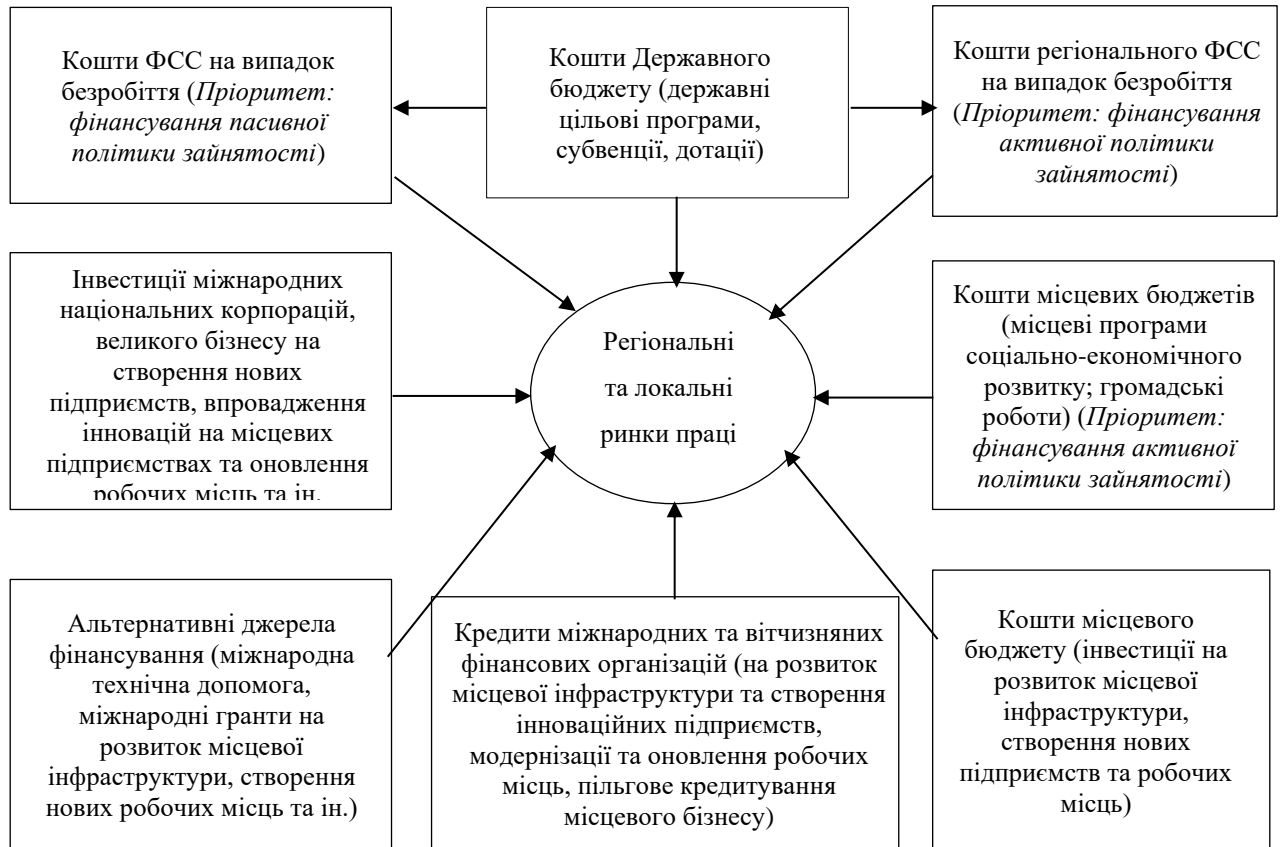 Кошти ФСС на випадок
безробіття (Пріоритет:
фінансування пасивної
політики зайнятості)
Кошти Державного
бюджету (державні
цільові програми,
субвенції, дотації)
Кошти регіонального ФСС
на випадок безробіття
(Пріоритет: фінансування
активної політики
зайнятості)
Інвестиції міжнародних
національних корпорацій,
великого бізнесу на
створення нових
підприємств, впровадження
інновацій на місцевих
підприємствах та оновлення
робочих місць та ін.
Регіональні
та локальні
ринки праці
Кошти місцевих бюджетів
(місцеві програми
соціально-економічного
розвитку; громадські
роботи) (Пріоритет:
фінансування активної
політики зайнятості)
Альтернативні джерела
фінансування (міжнародна
технічна допомога,
міжнародні гранти на
розвиток місцевої
інфраструктури, створення
нових робочих місць та ін.)
Кредити міжнародних та вітчизняних
фінансових організацій (на розвиток
місцевої інфраструктури та створення
інноваційних підприємств,
модернізації та оновлення робочих
місць, пільгове кредитування
місцевого бізнесу)
Кошти місцевого
бюджету (інвестиції на
розвиток місцевої
інфраструктури,
створення нових
підприємств та робочих
місць)